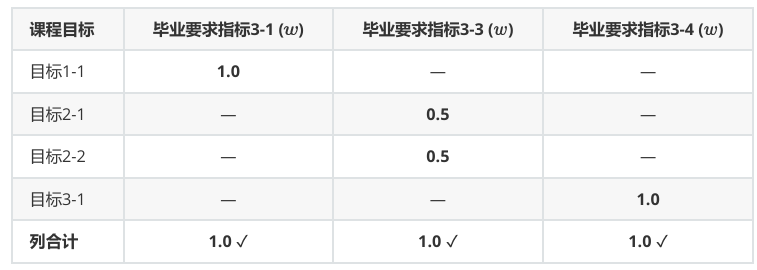 课程目标 毕业要求指标3-1 (w) 毕业要求指标3-3 (w) 毕业要求指标3-4 (w)
目标1-1 1.0 — —
目标2-1 — 0.5 —
目标2-2 — 0.5 —
目标3-1 — — 1.0
列合计 1.0 ✓ 1.0 ✓ 1.0 ✓